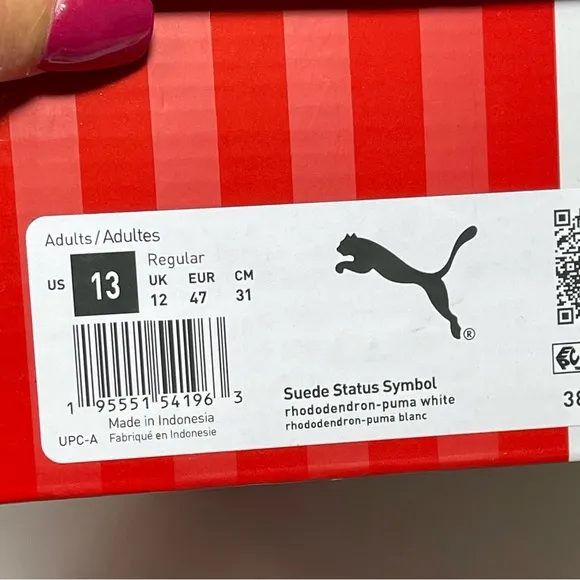 Adults/Adultes
Regular
US 13 UK EUR CM
12 47 31
1 95551 54196 3
Made in Indonesia
UPC-A Fabriqué en Indonésie
®
Suede Status Symbol
rhododendron-puma white
rhododendron-puma blanc
38